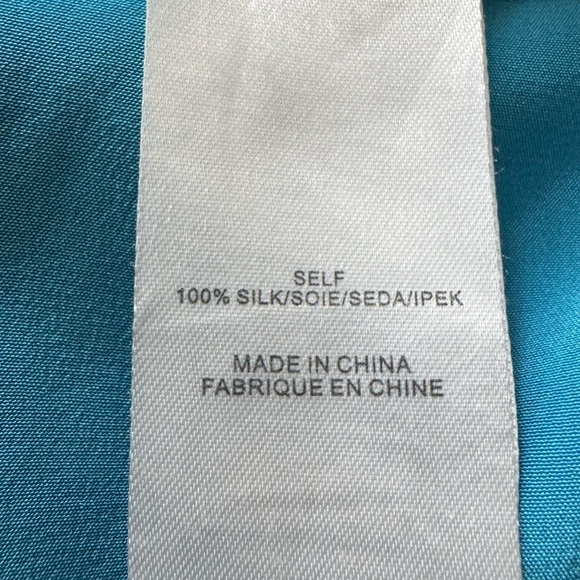 SELF
100% SILK/SOIE/SEDA/IPEK
MADE IN CHINA
FABRIQUE EN CHINE